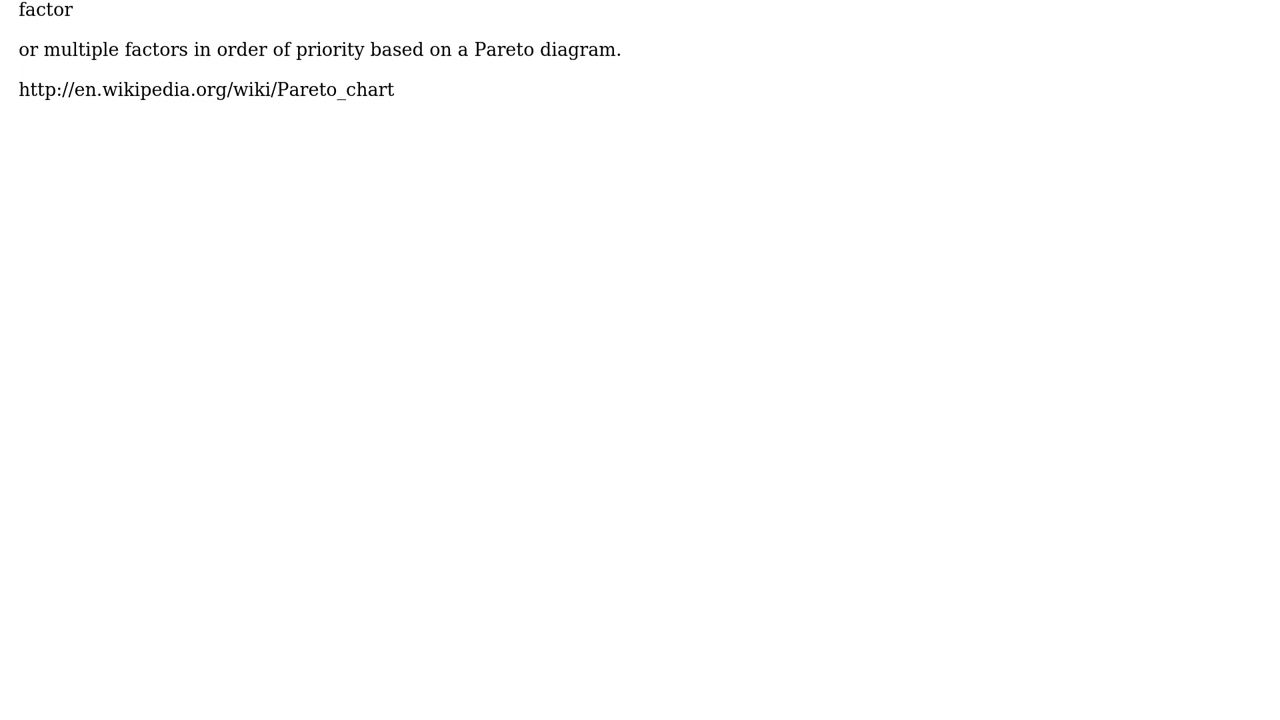 factor
or multiple factors in order of priority based on a Pareto diagram.
http://en.wikipedia.org/wiki/Pareto_chart